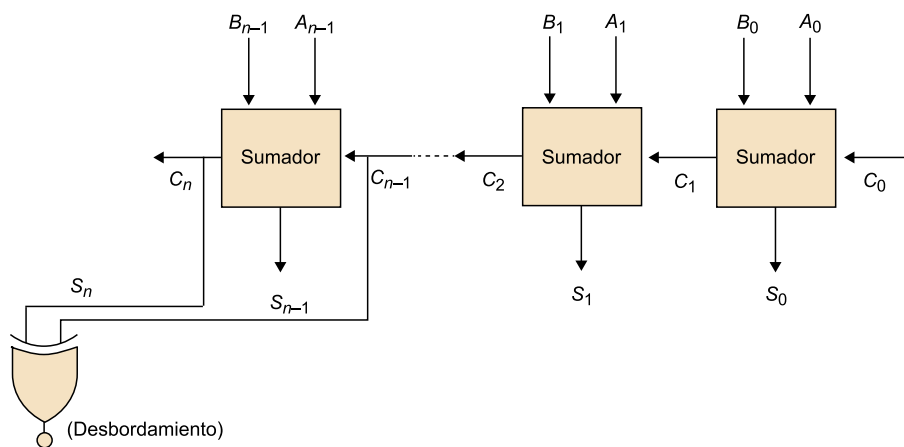 Bn–1 An–1 B1 A1 B0 A0
Sumador Sumador Sumador
Cn Cn–1 C2 C1 C0
Sn Sn–1 S1 S0
(Desbordamiento)